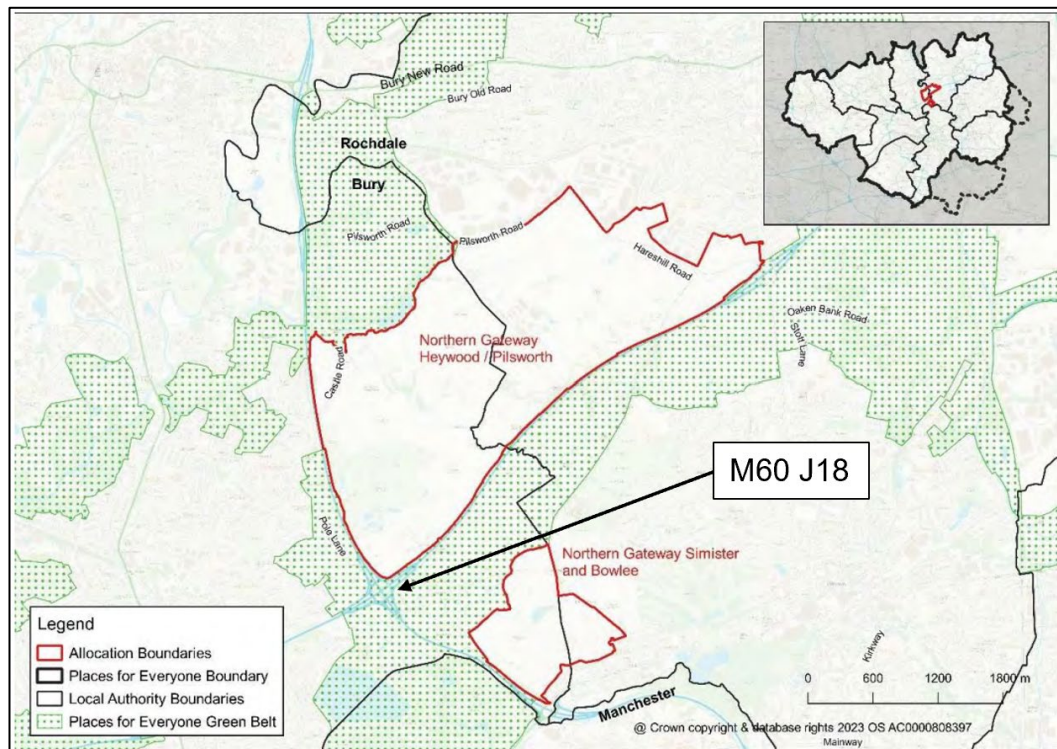 Bury New Road
Bury Old Road
Rochdale
Bury
Pilsworth Road
Pilsworth Road
Hareshill Road
Oaken Bank Road
Stott Lane
Northern Gateway
Heywood / Pilsworth
Castle Road
M60 J18
Pole Lane
Northern Gateway Simister
and Bowlee
Legend
Allocation Boundaries
Places for Everyone Boundary
Local Authority Boundaries
Places for Everyone Green Belt
Kirkway
0 600 1200 1800 m
Manchester
@ Crown copyright & database rights 2023 OS AC0000808397
Mainway